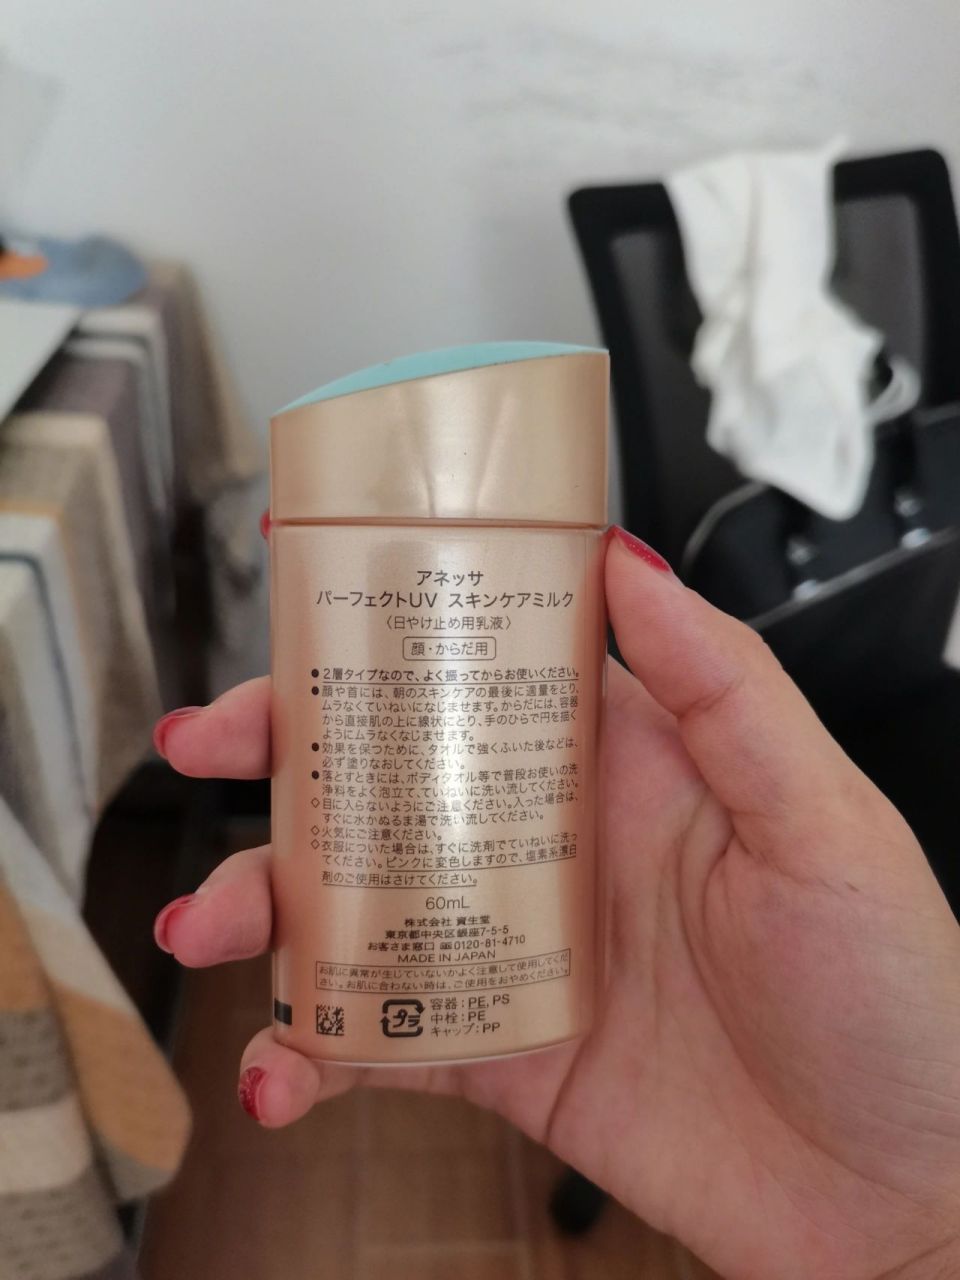 アネッサ
パーフェクトUV スキンケアミルク
〈日やけ止め用乳液〉
顔・からだ用
●2層タイプなので、よく振ってからお使いください。
●顔や首には、朝のスキンケアの最後に適量をとり、
ムラなくていねいになじませます。からだには、容器
から直接肌の上に線状にとり、手のひらで円を描く
ようにムラなくなじませます。
●効果を保つために、タオルで強くふいた後などは、
必ず塗りなおしてください。
●落とすときには、ボディタオル等で普段お使いの洗
浄料をよく泡立て、ていねいに洗い流してください。
◇目に入らないようにご注意ください。入った場合は、
すぐに水かぬるま湯で洗い流してください。
◇火気にご注意ください。
◇衣服についた場合は、すぐに洗剤でていねいに洗っ
てください。ピンクに変色しますので、塩素系漂白
剤のご使用はさけてください。
60mL
株式会社 資生堂
東京都中央区銀座7-5-5
お客さま窓口 0120-81-4710
MADE IN JAPAN
お肌に異常が生じていないかよく注意して使用してくだ
さい。お肌に合わない時は、ご使用をおやめください。
プラ
容器：PE, PS
中栓：PE
キャップ：PP